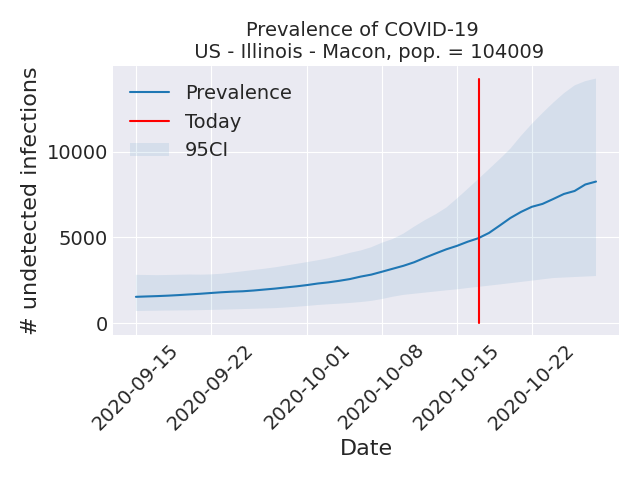 Prevalence of COVID-19
US - Illinois - Macon, pop. = 104009
# undetected infections
10000
5000
0
Prevalence
Today
95CI
2020-09-15
2020-09-22
2020-10-01
2020-10-08
2020-10-15
2020-10-22
Date